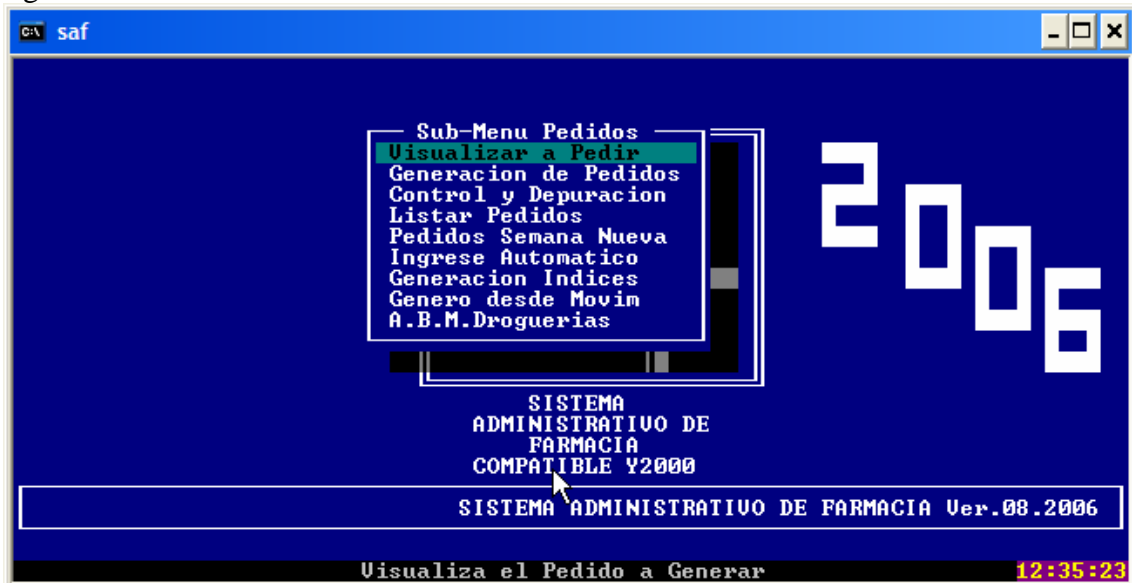 saf
Sub-Menu Pedidos
Visualizar a Pedir
Generacion de Pedidos
Control y Depuracion
Listar Pedidos
Pedidos Semana Nueva
Ingrese Automatico
Generacion Indices
Genero desde Movim
A.B.M.Droguerias
2006
SISTEMA
ADMINISTRATIVO DE
FARMACIA
COMPATIBLE Y2000
SISTEMA ADMINISTRATIVO DE FARMACIA Ver.08.2006
Visualiza el Pedido a Generar 12:35:23